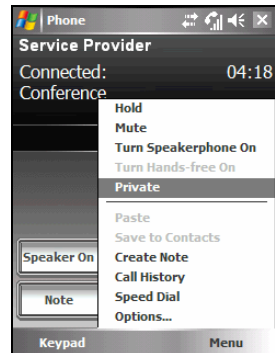 Phone
Service Provider
Connected: 04:18
Conference
Hold
Mute
Turn Speakerphone On
Turn Hands-free On
Private
Paste
Save to Contacts
Create Note
Call History
Speed Dial
Options...
Speaker On
Note
Keypad Menu